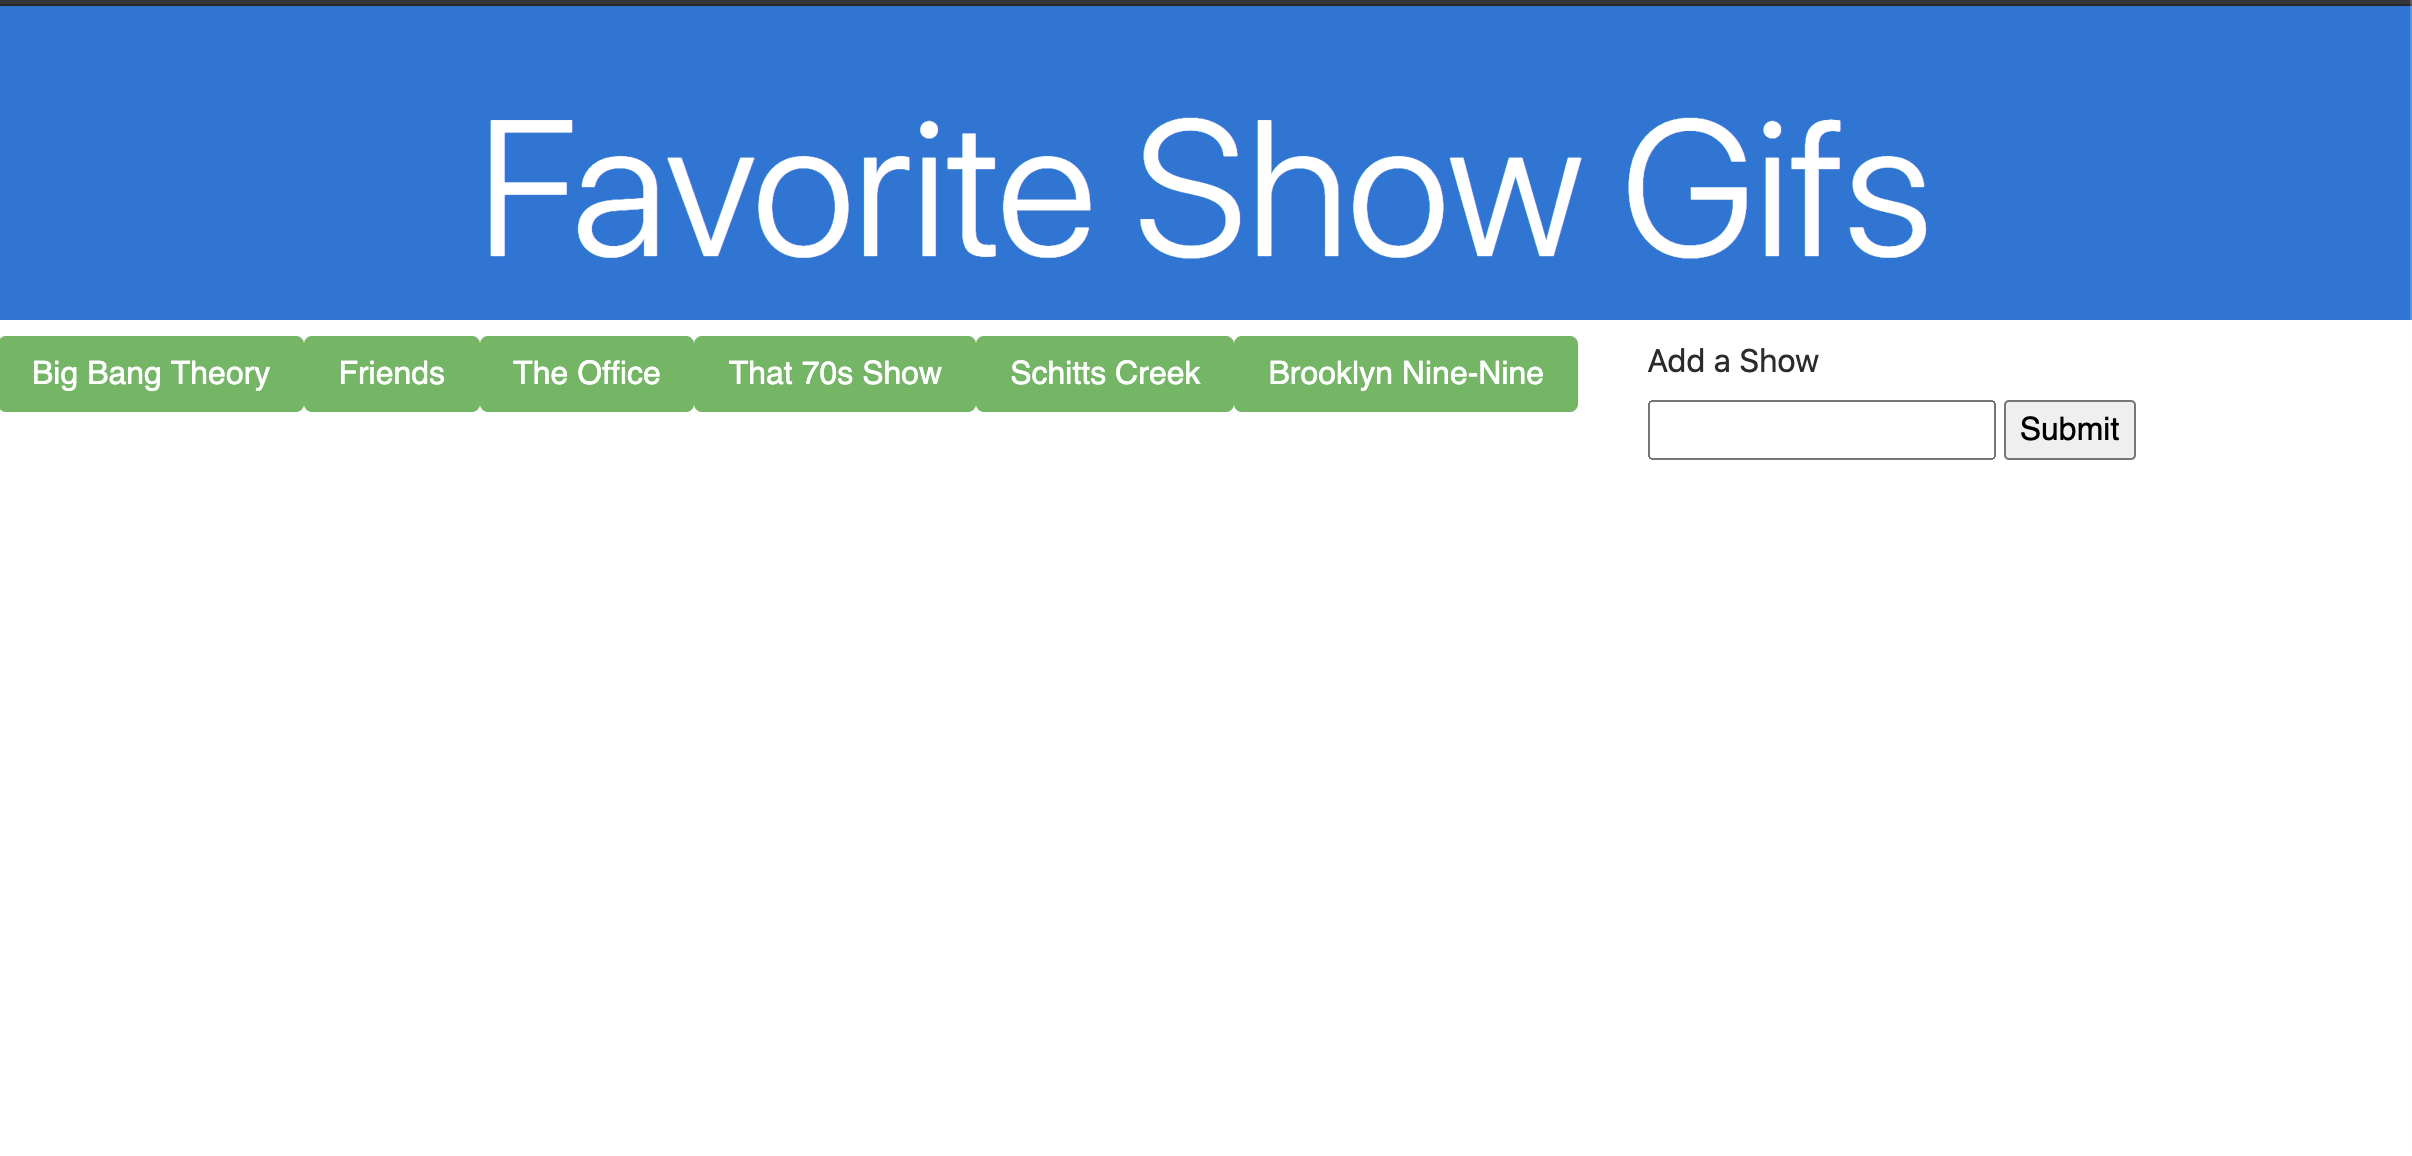 Favorite Show Gifs
Big Bang Theory
Friends
The Office
That 70s Show
Schitts Creek
Brooklyn Nine-Nine
Add a Show
Submit